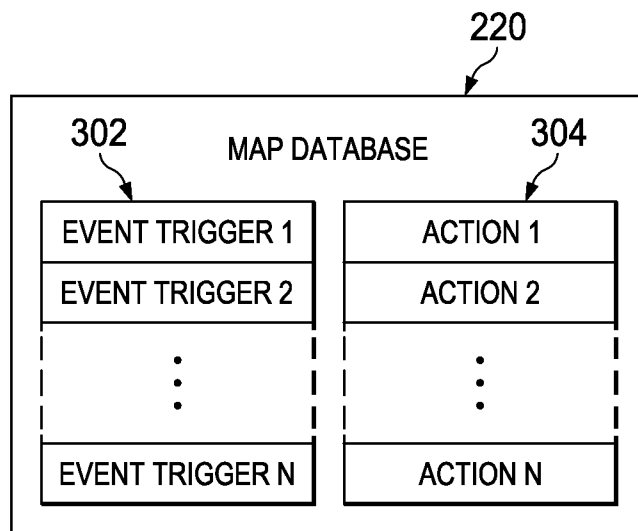 220
302
MAP DATABASE
304
EVENT TRIGGER 1
ACTION 1
EVENT TRIGGER 2
ACTION 2
EVENT TRIGGER N
ACTION N